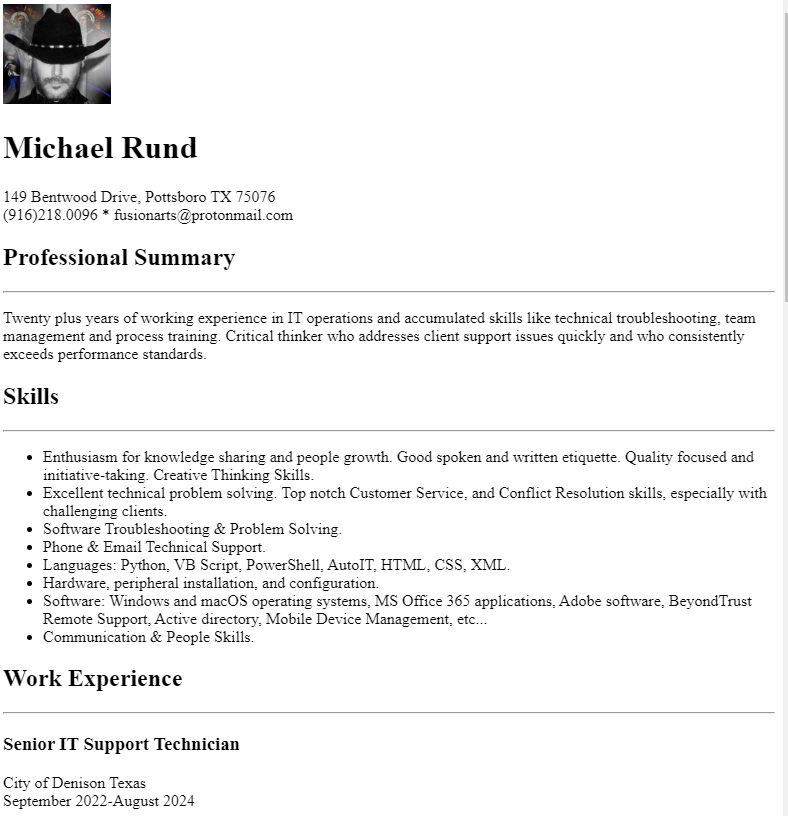 Michael Rund
149 Bentwood Drive, Pottsboro TX 75076
(916)218.0096 * fusionarts@protonmail.com
Professional Summary
Twenty plus years of working experience in IT operations and accumulated skills like technical troubleshooting, team
management and process training. Critical thinker who addresses client support issues quickly and who consistently
exceeds performance standards.
Skills
• Enthusiasm for knowledge sharing and people growth. Good spoken and written etiquette. Quality focused and
initiative-taking. Creative Thinking Skills.
• Excellent technical problem solving. Top notch Customer Service, and Conflict Resolution skills, especially with
challenging clients.
• Software Troubleshooting & Problem Solving.
• Phone & Email Technical Support.
• Languages: Python, VB Script, PowerShell, AutoIT, HTML, CSS, XML.
• Hardware, peripheral installation, and configuration.
• Software: Windows and macOS operating systems, MS Office 365 applications, Adobe software, BeyondTrust
Remote Support, Active directory, Mobile Device Management, etc...
• Communication & People Skills.
Work Experience
Senior IT Support Technician
City of Denison Texas
September 2022-August 2024